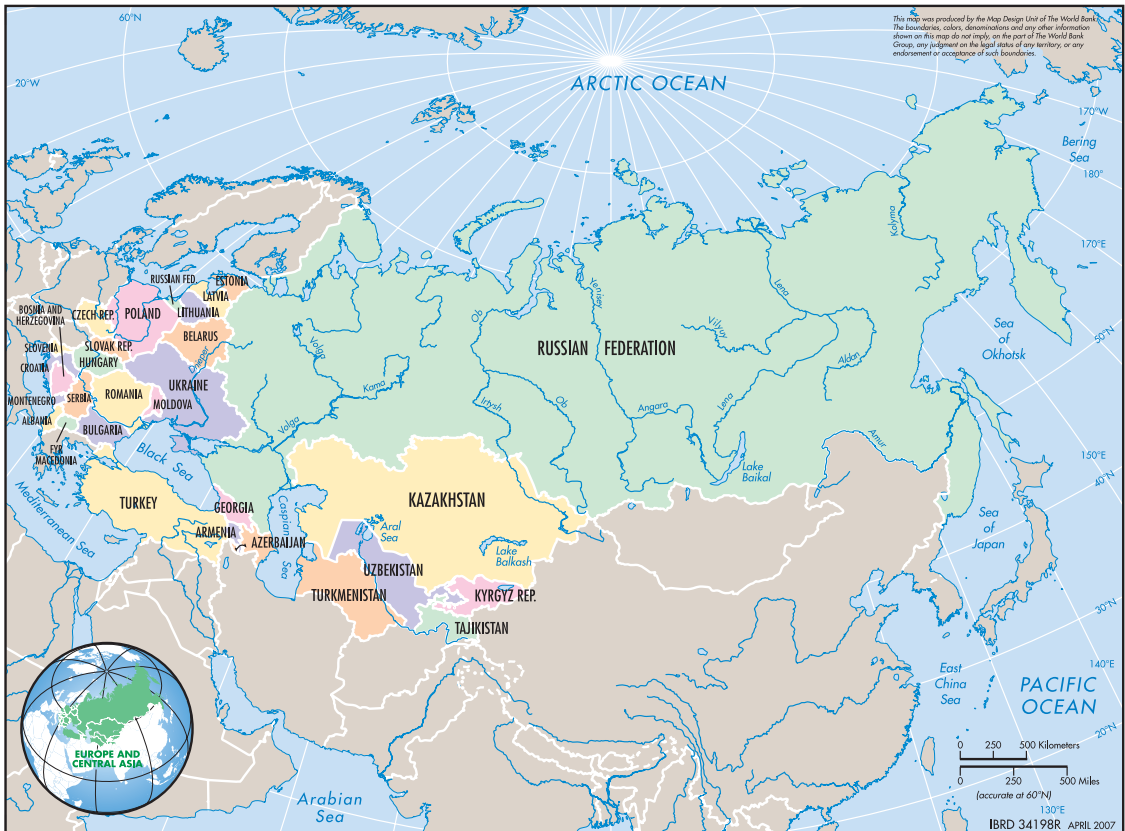 60°N
This map was produced by the Map Design Unit of The World Bank.
The boundaries, colors, denominations and any other information
shown on this map do not imply, on the part of The World Bank
Group, any judgment on the legal status of any territory, or any
endorsement or acceptance of such boundaries.
20°W
ARCTIC OCEAN
170°W
Bering
Sea
180°
170°E
Kolyma
RUSSIAN FED.
ESTONIA
LATVIA
LITHUANIA
BOSNIA AND
HERZEGOVINA
CZECH REP.
POLAND
BELARUS
SLOVENIA
SLOVAK REP.
HUNGARY
CROATIA
Dnieper
UKRAINE
MONTENEGRO
SERBIA
ROMANIA
MOLDOVA
ALBANIA
BULGARIA
FYR
MACEDONIA
Black Sea
Mediterranean Sea
Volga
Kama
Volga
Ob
Yenisey
Lena
Vilyuy
Aldan
RUSSIAN FEDERATION
Irtysh
Ob
Angara
Lena
Amur
Lake
Baikal
Sea
of
Okhotsk
50°N
150°E
40°N
TURKEY
GEORGIA
ARMENIA
AZERBAIJAN
Caspian Sea
KAZAKHSTAN
Aral
Sea
Lake
Balkash
UZBEKISTAN
TURKMENISTAN
KYRGYZ REP.
TAJIKISTAN
Sea
of
Japan
30°N
140°E
East
China
Sea
PACIFIC
OCEAN
20°N
EUROPE AND
CENTRAL ASIA
Arabian
Sea
0 250 500 Kilometers
0 250 500 Miles
(accurate at 60°N)
130°E
IBRD 34198R APRIL 2007